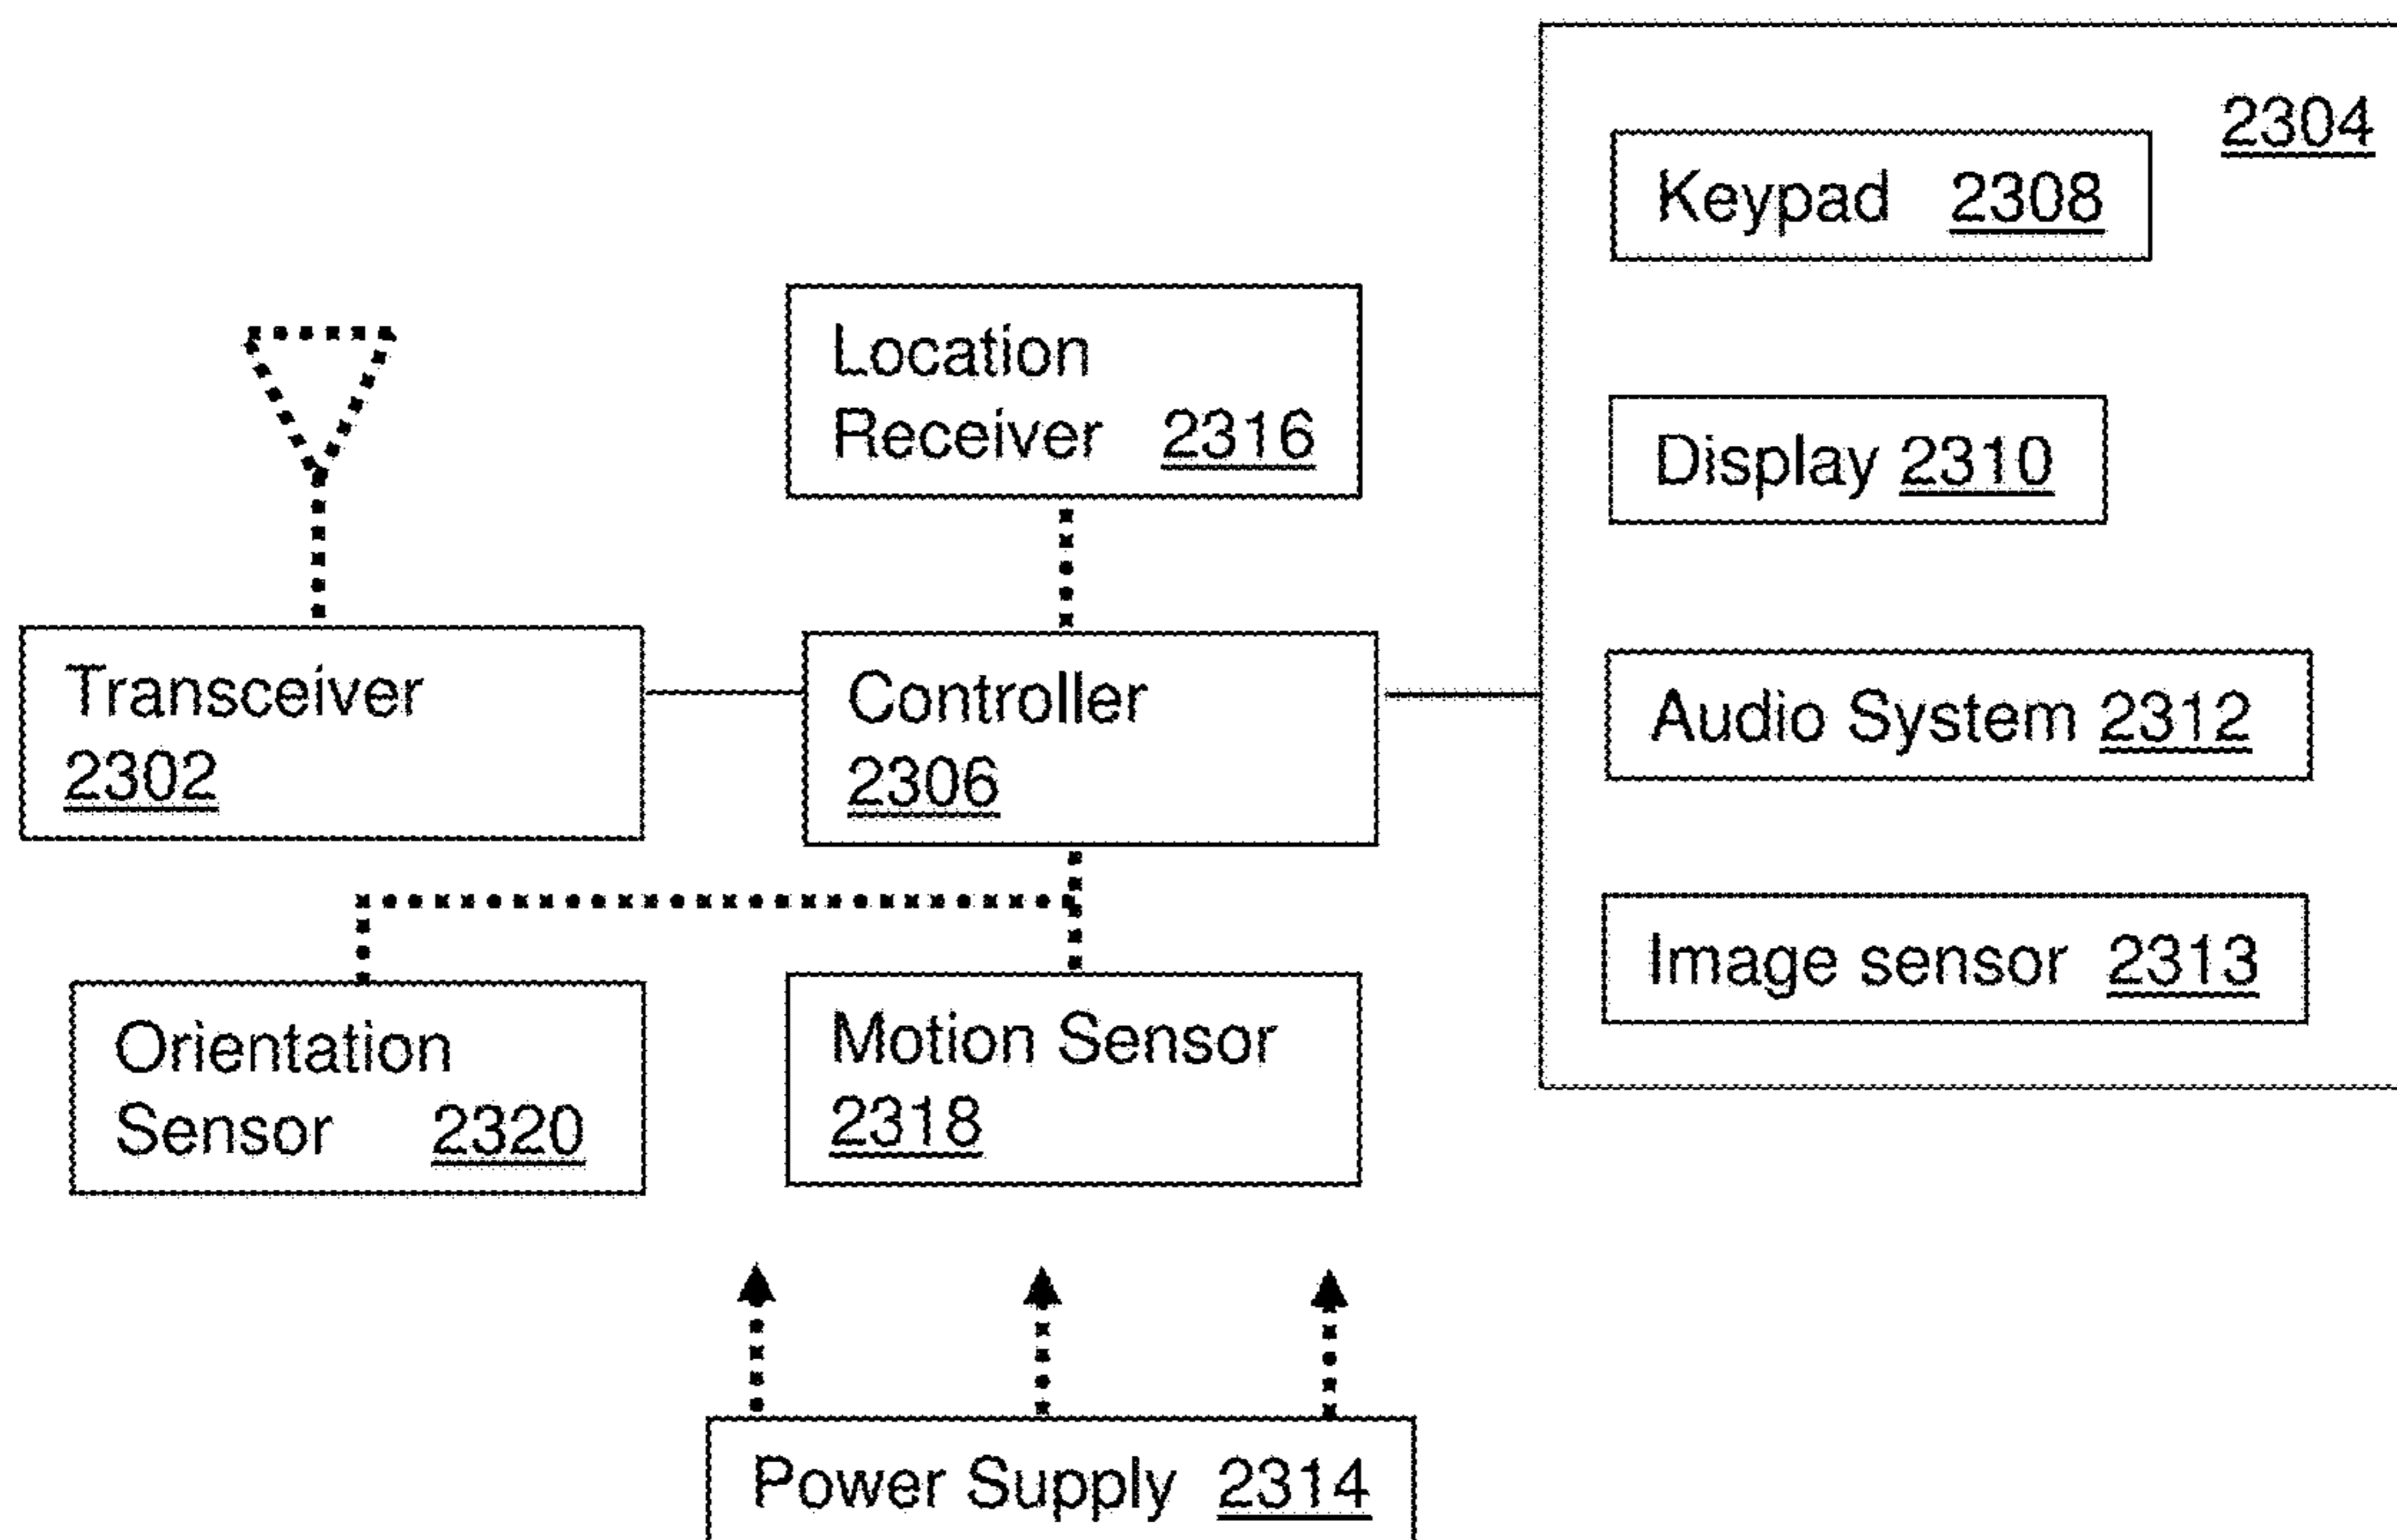 2304
Keypad 2308
Location
Receiver 2316
Display 2310
Transceiver
2302
Controller
2306
Audio System 2312
Image sensor 2313
Orientation
Sensor 2320
Motion Sensor
2318
Power Supply 2314